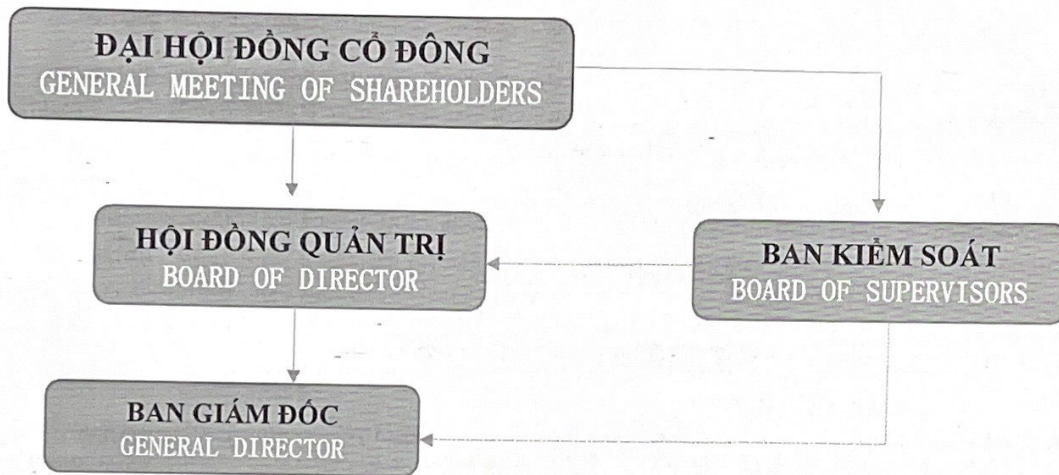 ĐẠI HỘI ĐỒNG CỔ ĐÔNG
GENERAL MEETING OF SHAREHOLDERS
HỘI ĐỒNG QUẢN TRỊ
BOARD OF DIRECTOR
BAN KIỂM SOÁT
BOARD OF SUPERVISORS
BAN GIÁM ĐỐC
GENERAL DIRECTOR